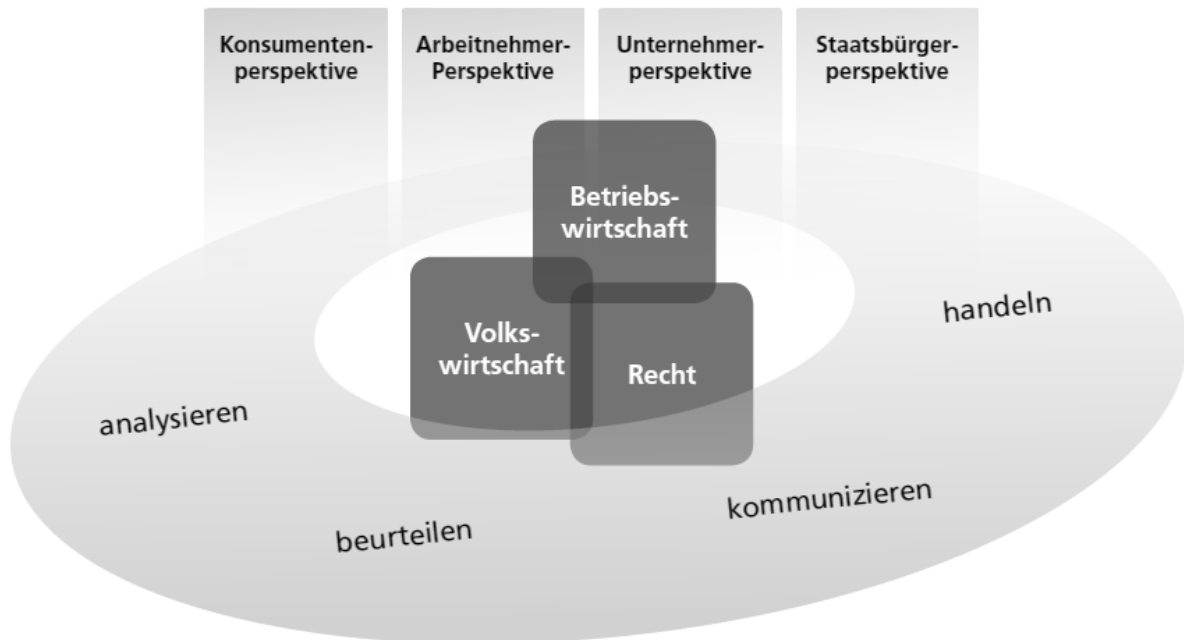 Konsumenten-
perspektive
Arbeitnehmer-
Perspektive
Unternehmer-
perspektive
Staatsbürger-
perspektive
Betriebs-
wirtschaft
Volks-
wirtschaft
Recht
handeln
analysieren
kommunizieren
beurteilen